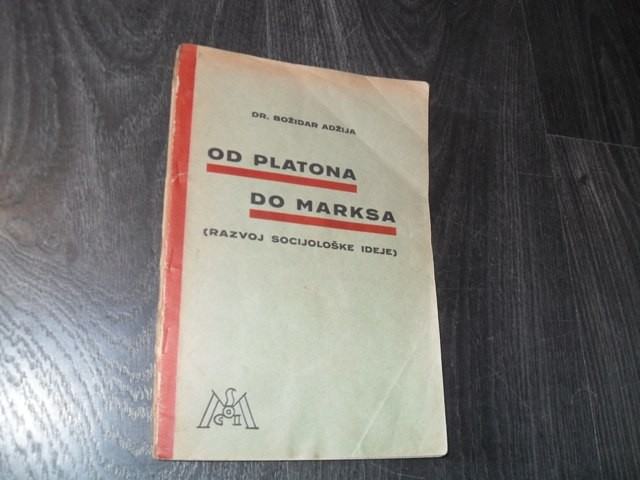 DR. BOŽIDAR ADŽIJA
OD PLATONA
DO MARKSA
(RAZVOJ SOCIJOLOŠKE IDEJE)